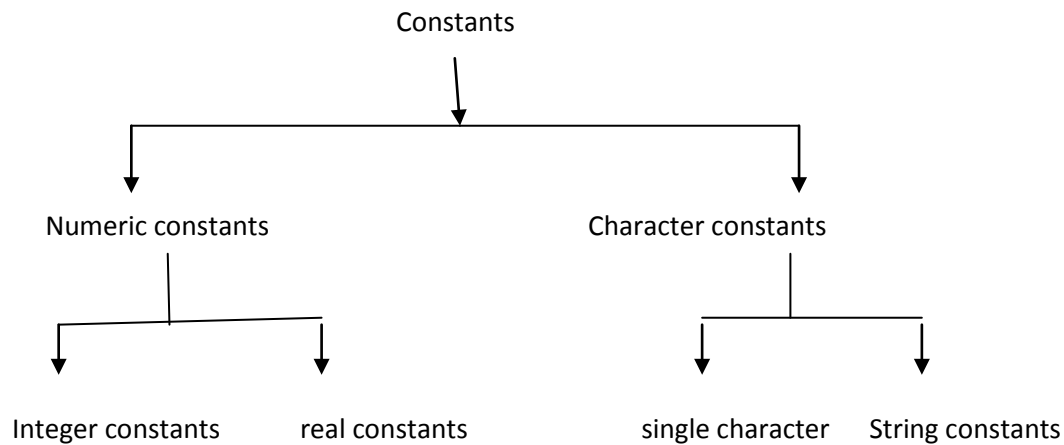 Constants
Numeric constants Character constants
Integer constants real constants single character String constants